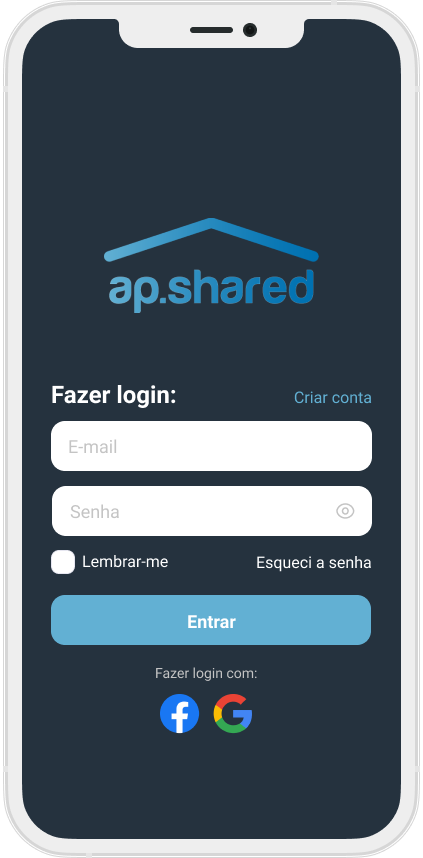 ap.shared
Fazer login: Criar conta
E-mail
Senha
Lembrar-me Esqueci a senha
Entrar
Fazer login com: